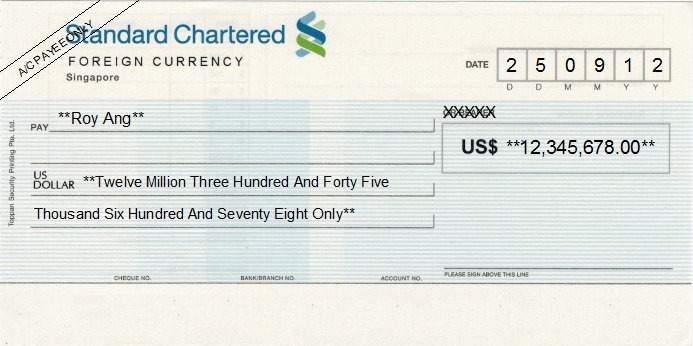 A/C PAYEE ONLY
Standard Chartered
FOREIGN CURRENCY
Singapore
DATE 2 5 0 9 1 2
D D M M Y Y
PAY **Roy Ang**
XXXXX
OR BEARER
US$ **12,345,678.00**
US DOLLAR **Twelve Million Three Hundred And Forty Five
Thousand Six Hundred And Seventy Eight Only**
PLEASE SIGN ABOVE THIS LINE
CHEQUE NO. BANK/BRANCH NO. ACCOUNT NO.
Toppan Security Printing Pte. Ltd.